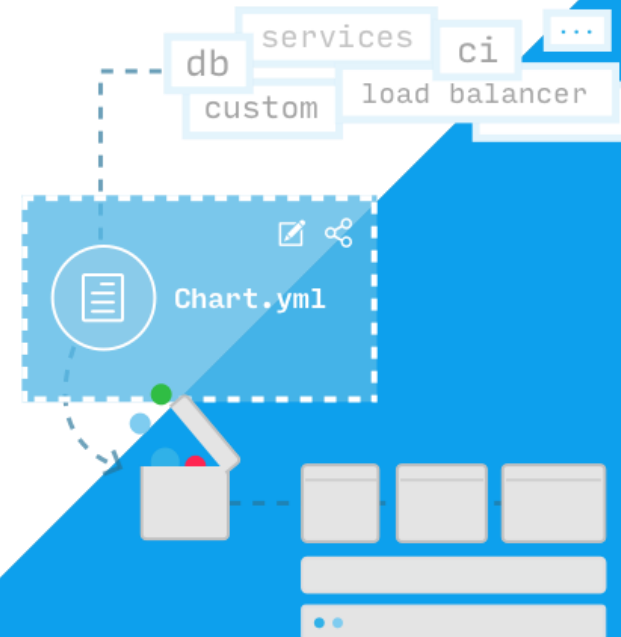 services
ci
...
db
load balancer
custom
Chart.yml